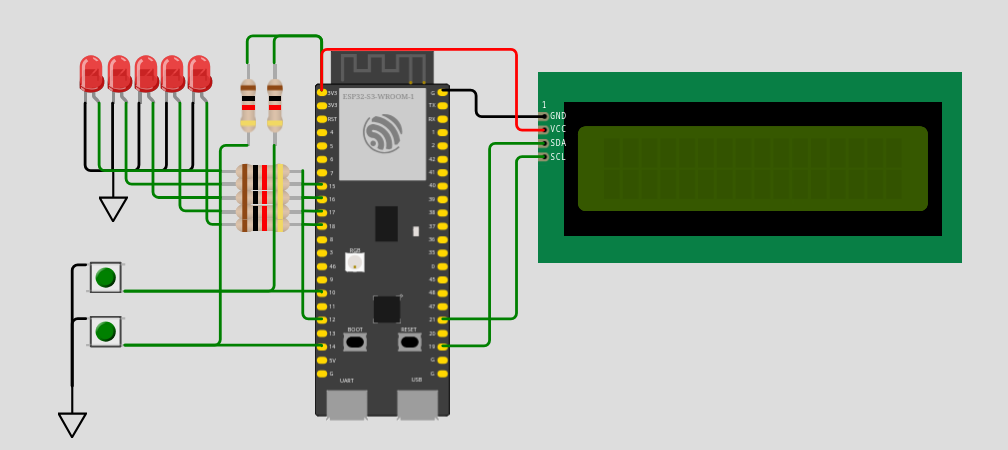 ESP32-S3-WROOM-1
3V3
3V3
RST
4
5
6
7
15
16
17
18
8
3
46
9
10
11
12
13
14
5V
G
G
TX
RX
1
2
42
41
40
39
38
37
36
35
0
45
48
47
21
20
19
G
G
RGB
BOOT
RESET
UART
USB
1
GND
VCC
SDA
SCL